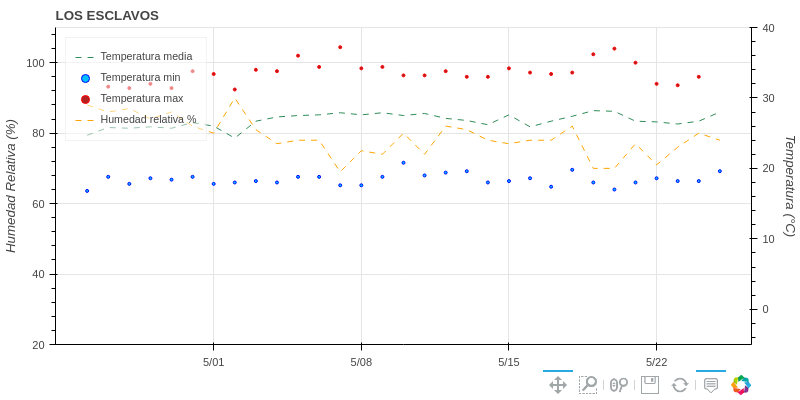 LOS ESCLAVOS
Temperatura media
Temperatura min
Temperatura max
Humedad relativa %
Humedad Relativa (%)
100
80
60
40
20
40
30
20
10
0
Temperatura (°C)
5/01
5/08
5/15
5/22